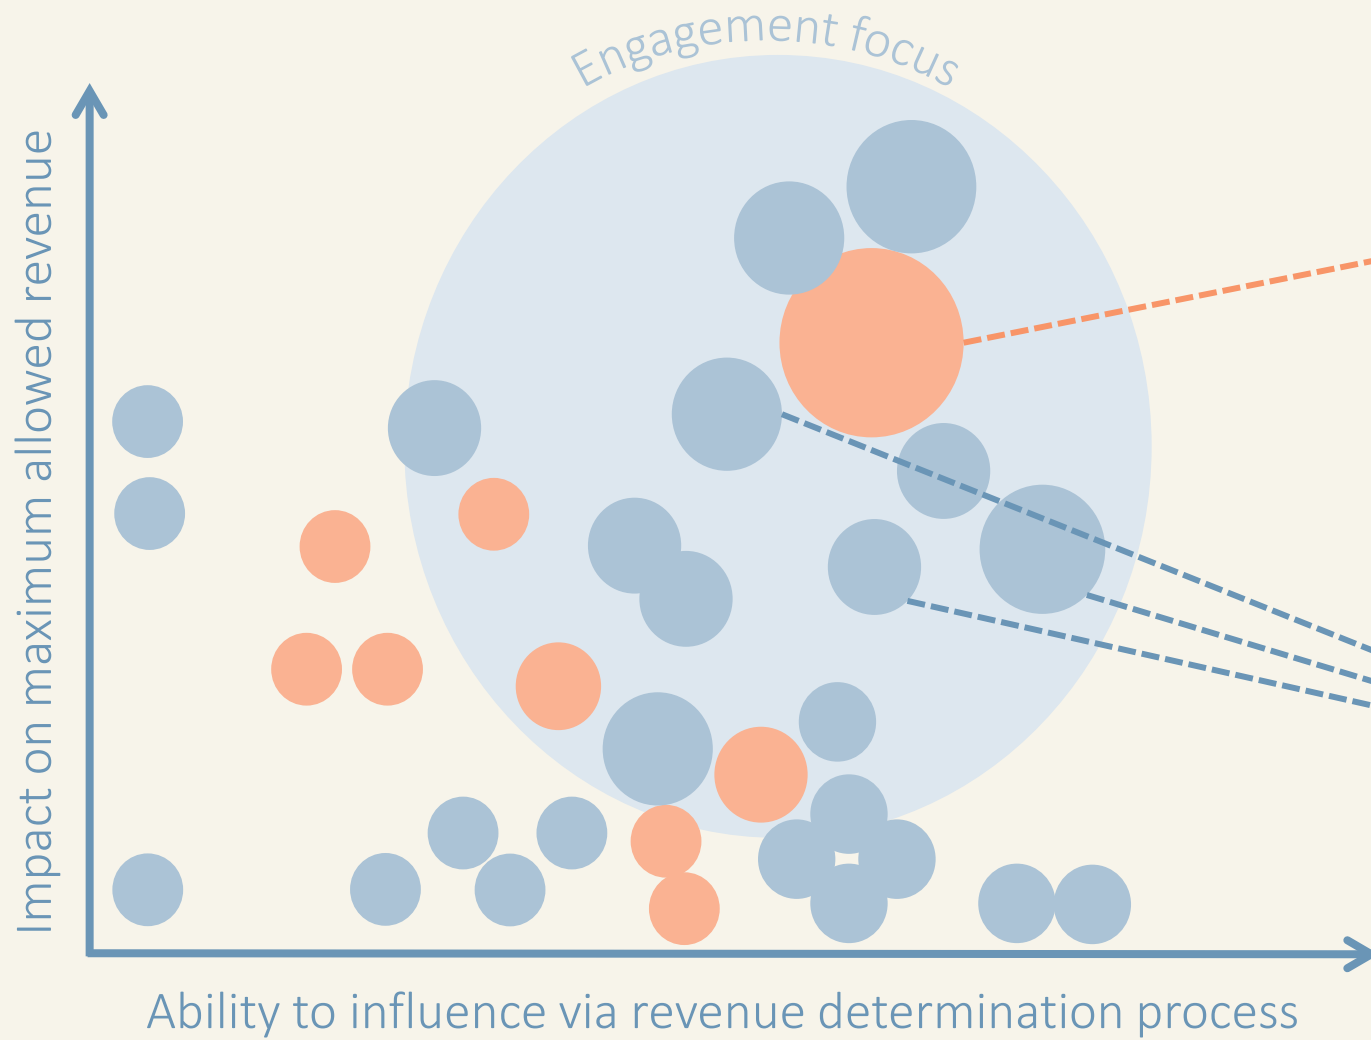 Engagement focus
Impact on maximum allowed revenue
Ability to influence via revenue determination process